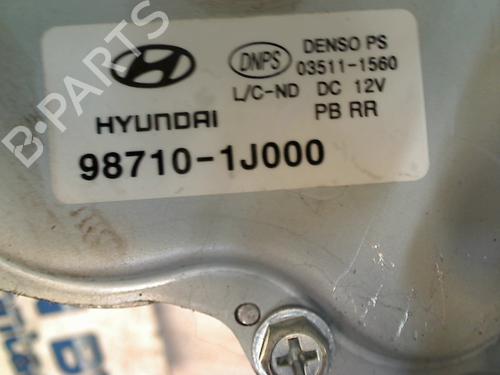 HYUNDAI
98710-1J000
DNPS
DENSO PS
03511-1560
L/C-ND DC 12V
PB RR
B-PARTS